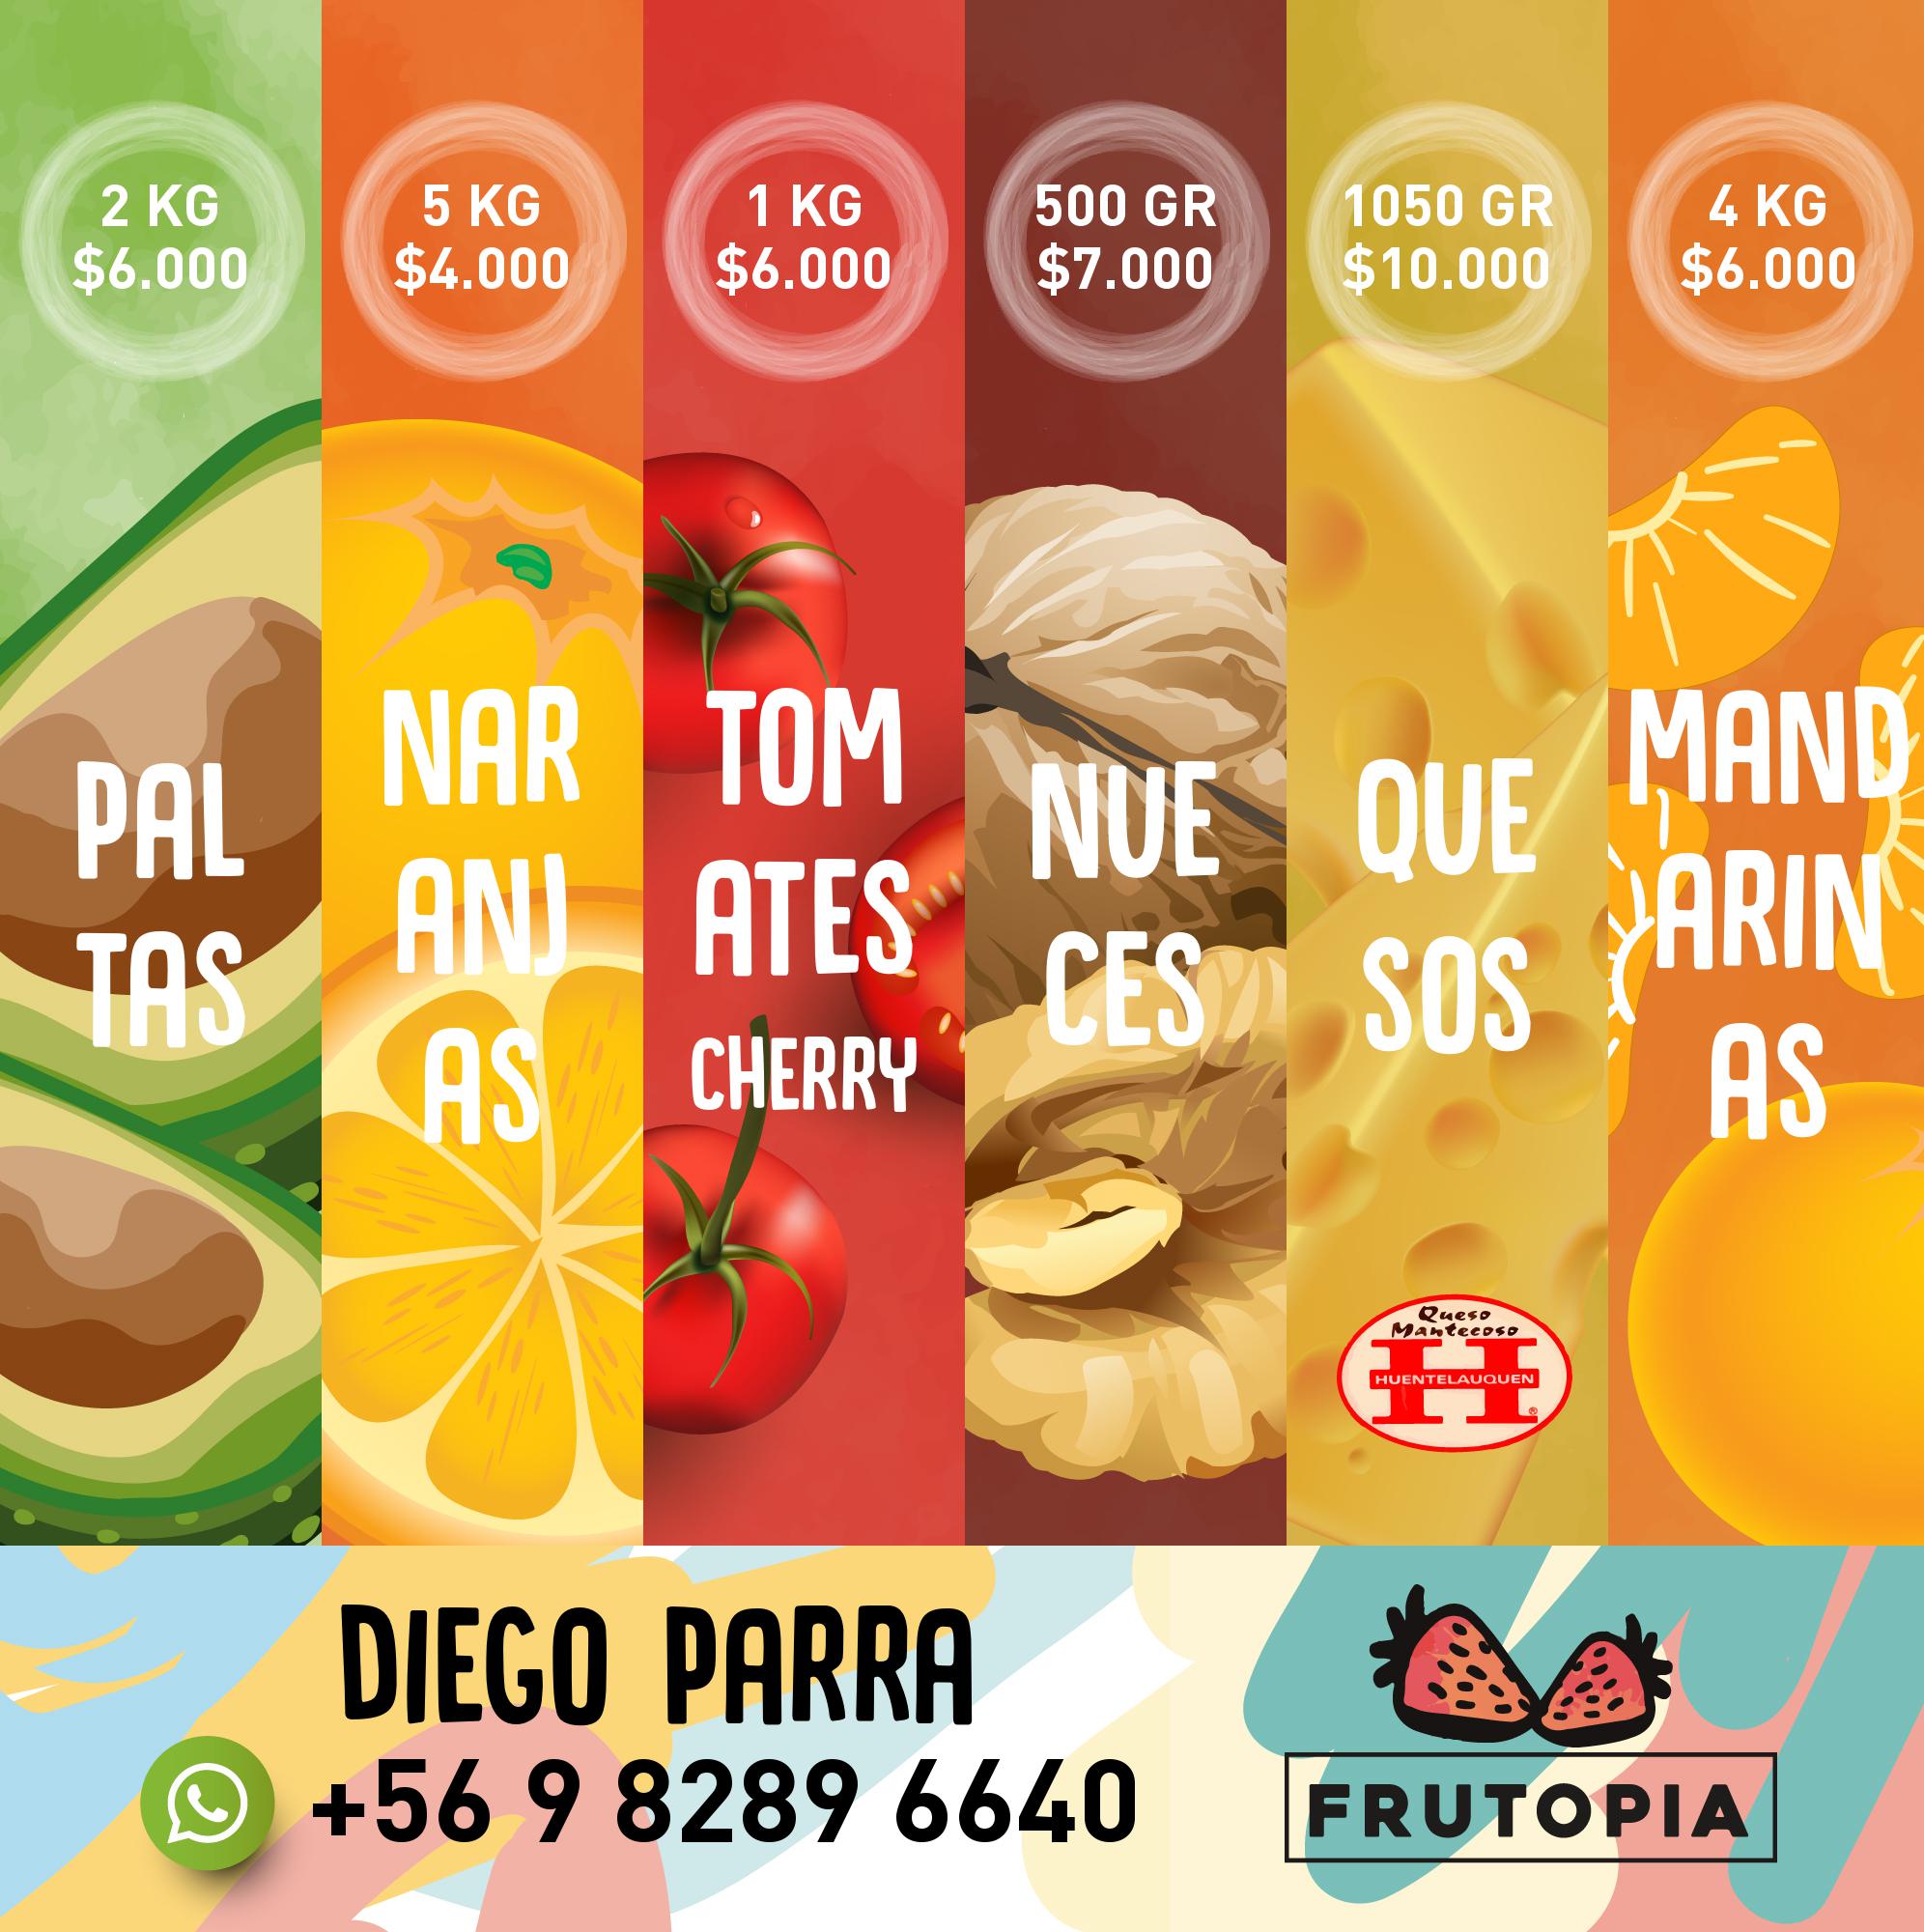 2 KG
$6.000
PAL
TAS
5 KG
$4.000
NAR
ANJ
AS
1 KG
$6.000
TOM
ATES
CHERRY
500 GR
$7.000
NUE
CES
1050 GR
$10.000
QUE
SOS
Queso
Mantecoso
H
HUENTELAUQUEN
®
4 KG
$6.000
MAND
ARIN
AS
DIEGO PARRA
+56 9 8289 6640
FRUTOPIA